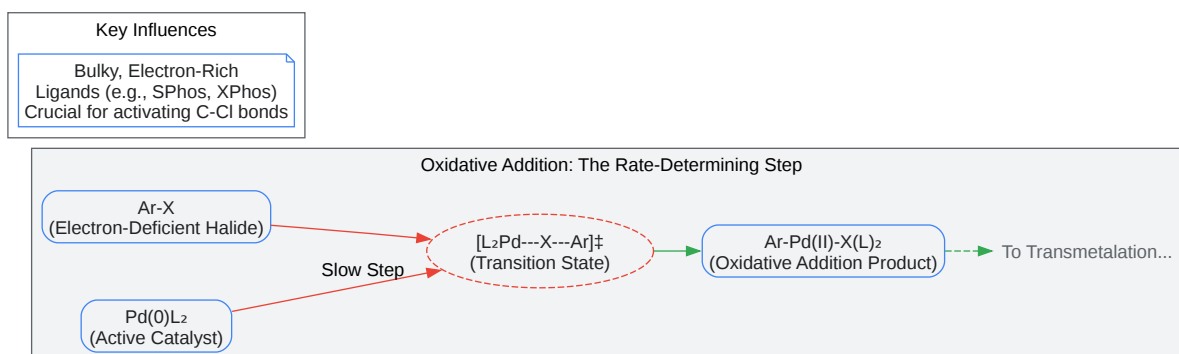 Key Influences
Bulky, Electron-Rich
Ligands (e.g., SPhos, XPhos)
Crucial for activating C-Cl bonds
Oxidative Addition: The Rate-Determining Step
Ar-X
(Electron-Deficient Halide)
Slow Step
Pd(0)L₂
(Active Catalyst)
[L₂Pd---X---Ar]‡
(Transition State)
Ar-Pd(II)-X(L)₂
(Oxidative Addition Product)
To Transmetalation...